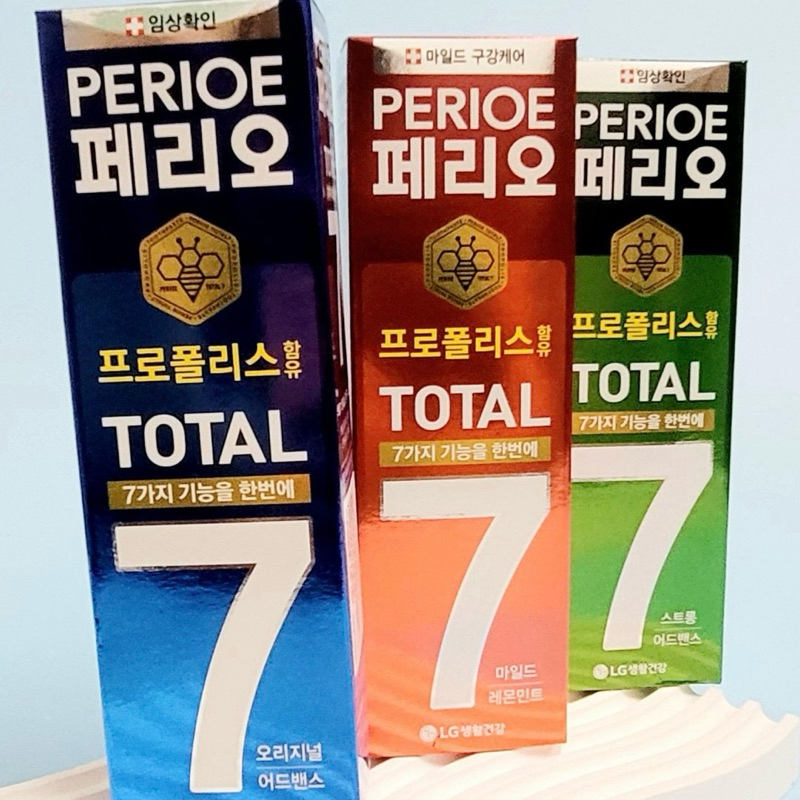 임상확인
PERIOE
페리오
PERIOE TOTAL 7
프로폴리스 함유
TOTAL
7가지 기능을 한번에
7
오리지널
어드밴스
마일드 구강케어
PERIOE
페리오
PERIOE TOTAL 7
프로폴리스 함유
TOTAL
7가지 기능을 한번에
7
마일드
레몬민트
LG생활건강
임상확인
PERIOE
페리오
프로폴리스 함유
TOTAL
7가지 기능을 한번에
7
스트롱
어드밴스
LG생활건강